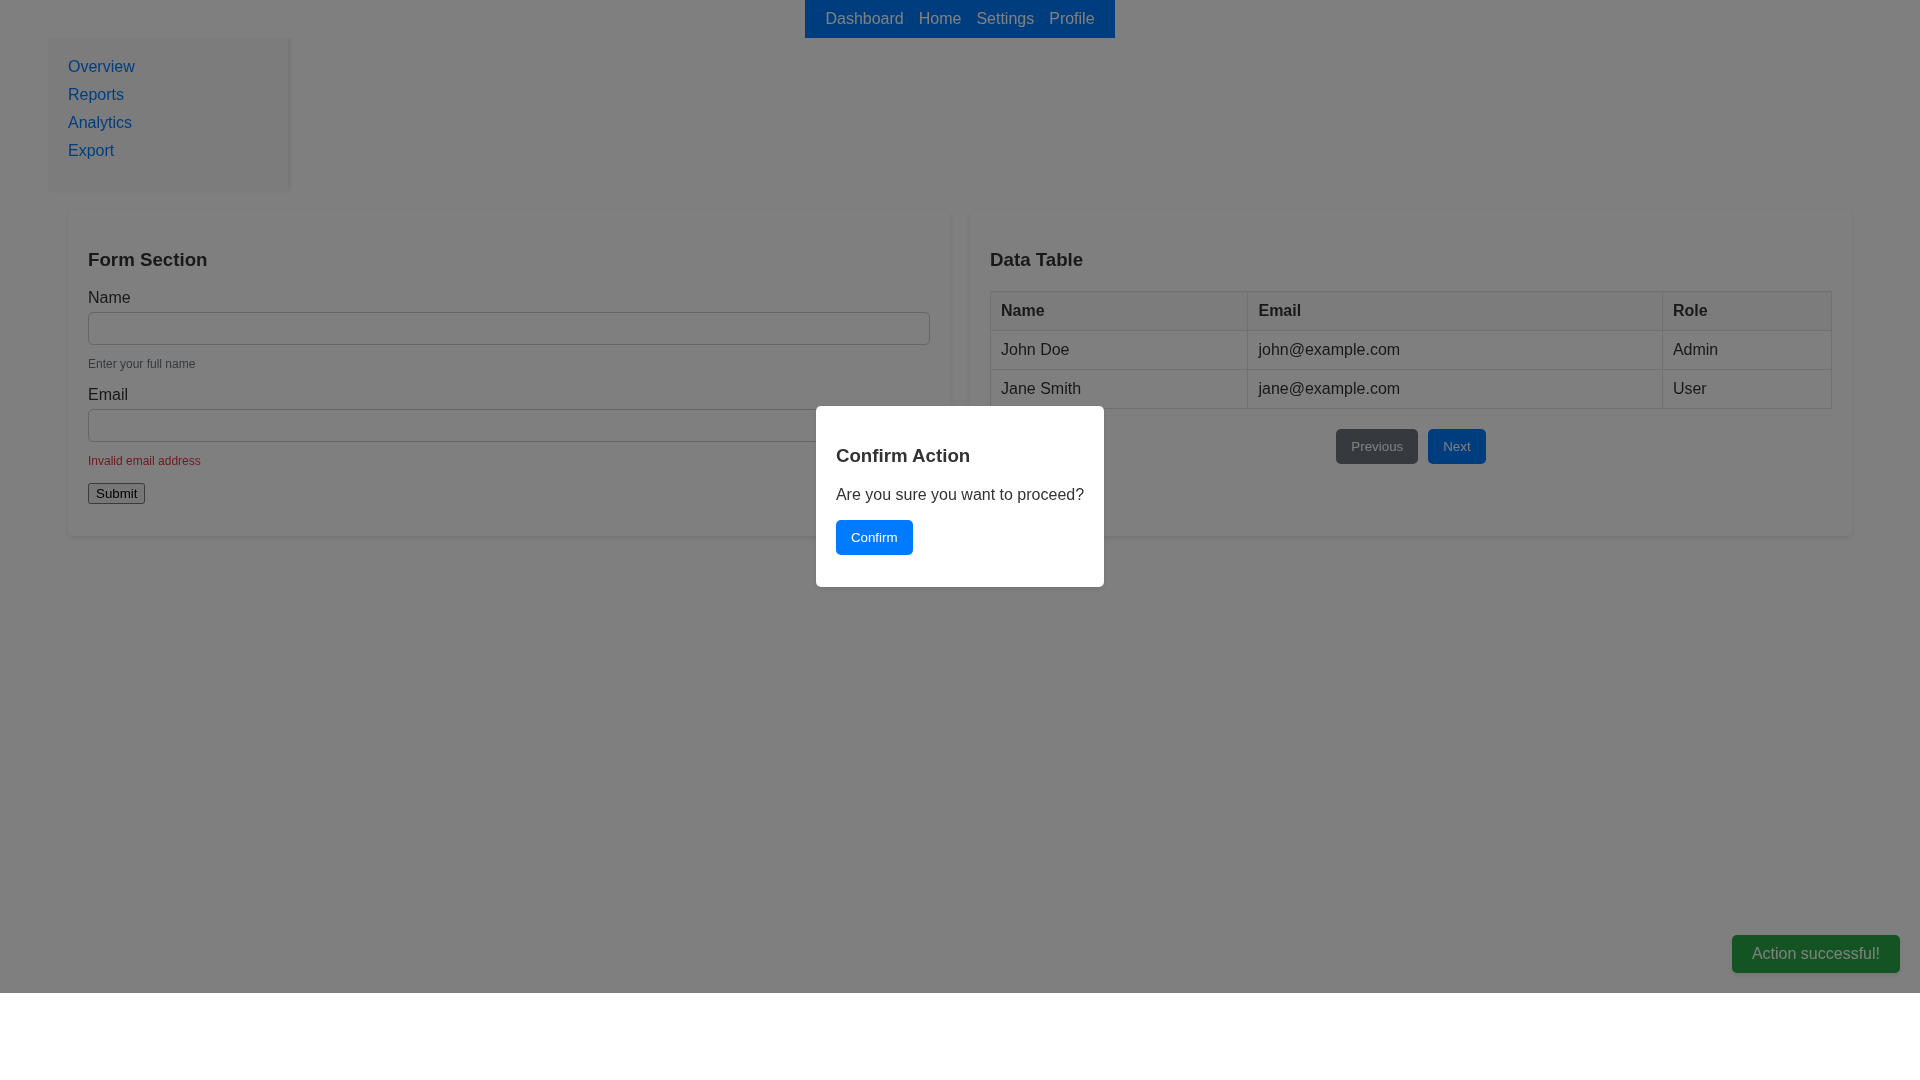 Dashboard Home Settings Profile
Overview
Reports
Analytics
Export
Form Section
Name
Enter your full name
Email
Invalid email address
Submit
Data Table
Name Email Role
John Doe john@example.com Admin
Jane Smith jane@example.com User
Previous Next
Confirm Action
Are you sure you want to proceed?
Confirm
Action successful!